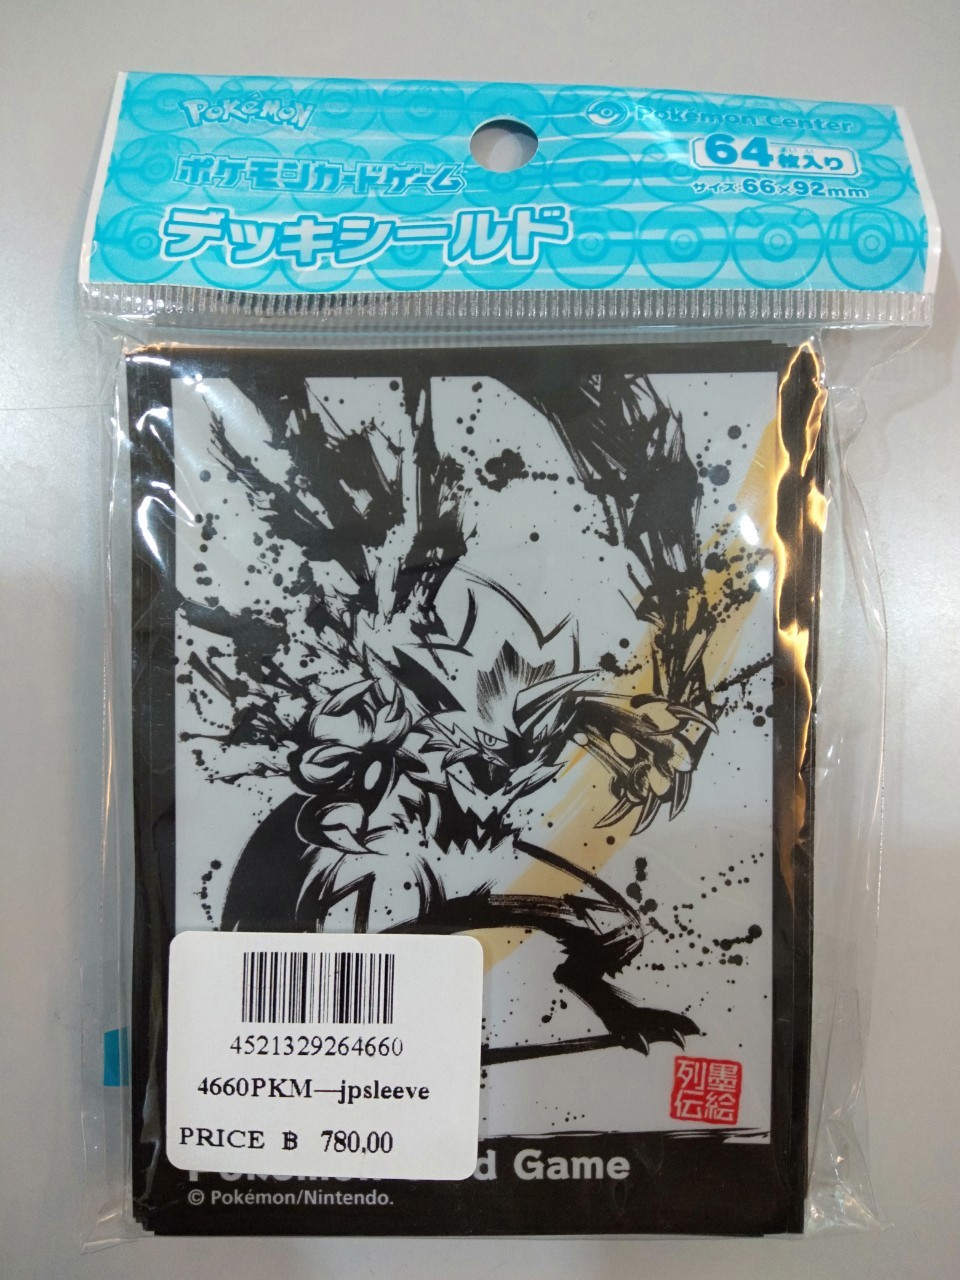 Pokémon
Pokémon Center
ポケモンカードゲーム
64枚入り
サイズ:66×92mm
デッキシールド
墨絵
列伝
4521329264660
4660PKM—jpsleeve
PRICE ฿ 780.00
Game
© Pokémon/Nintendo.